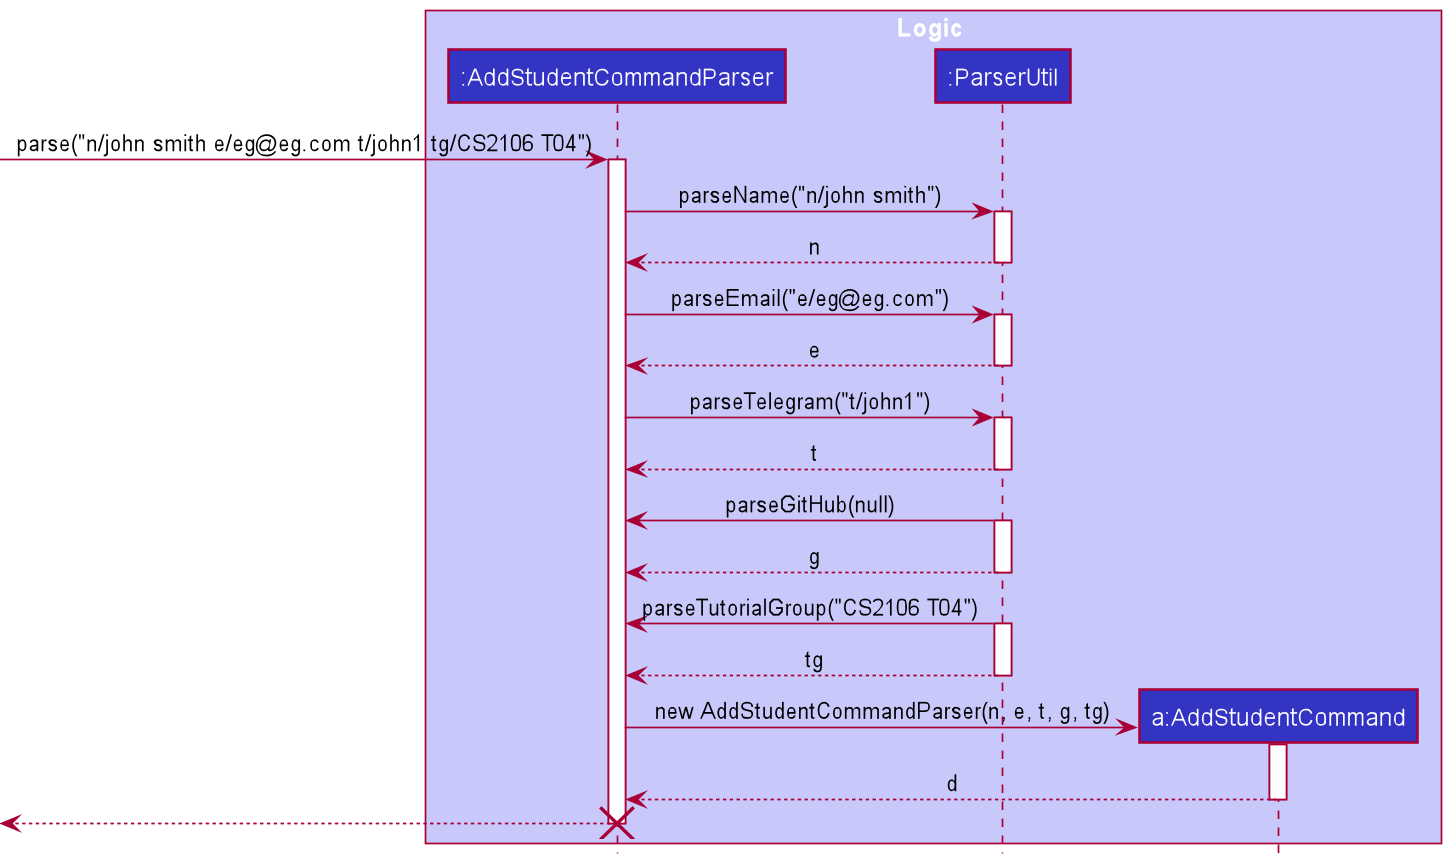 Logic
:AddStudentCommandParser
:ParserUtil
parse("n/john smith e/eg@eg.com t/john1 tg/CS2106 T04")
parseName("n/john smith")
n
parseEmail("e/eg@eg.com")
e
parseTelegram("t/john1")
t
parseGitHub(null)
g
parseTutorialGroup("CS2106 T04")
tg
new AddStudentCommandParser(n, e, t, g, tg)
a:AddStudentCommand
d